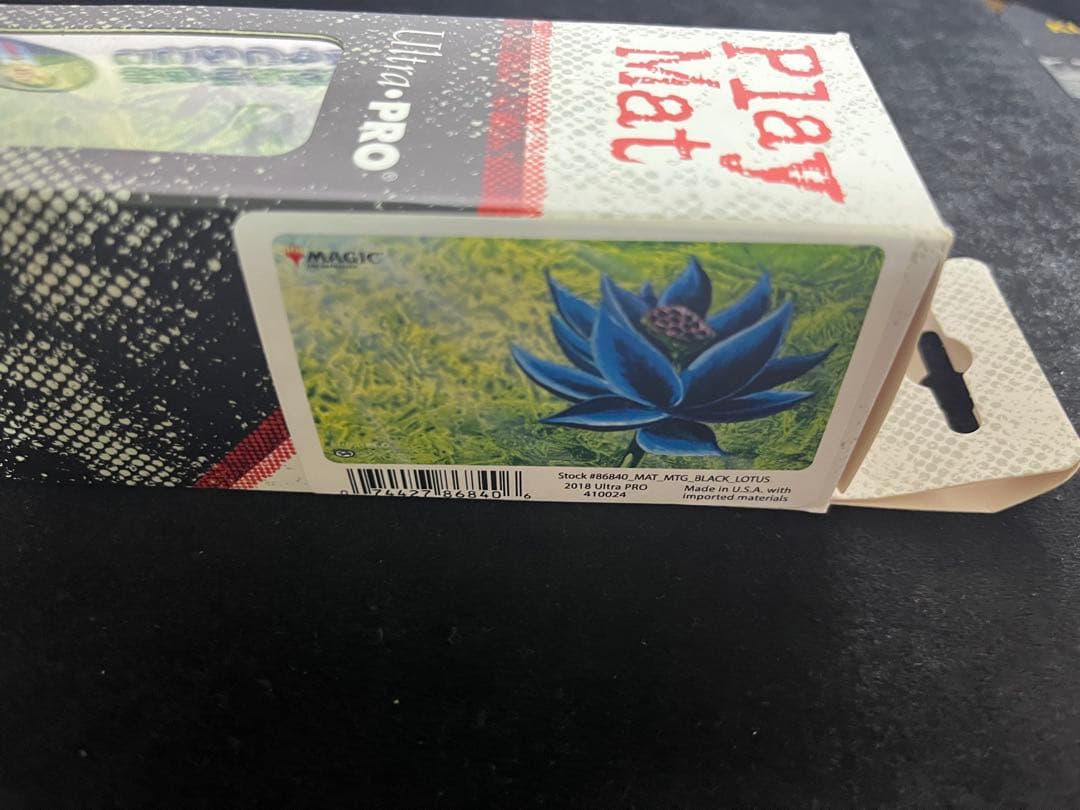 Play
Mat
Ultra•PRO®
MAGIC
Stock #86840_MAT_MTG_BLACK_LOTUS
2018 Ultra PRO
410024
Made in U.S.A. with
imported materials
0 74427 86840 6